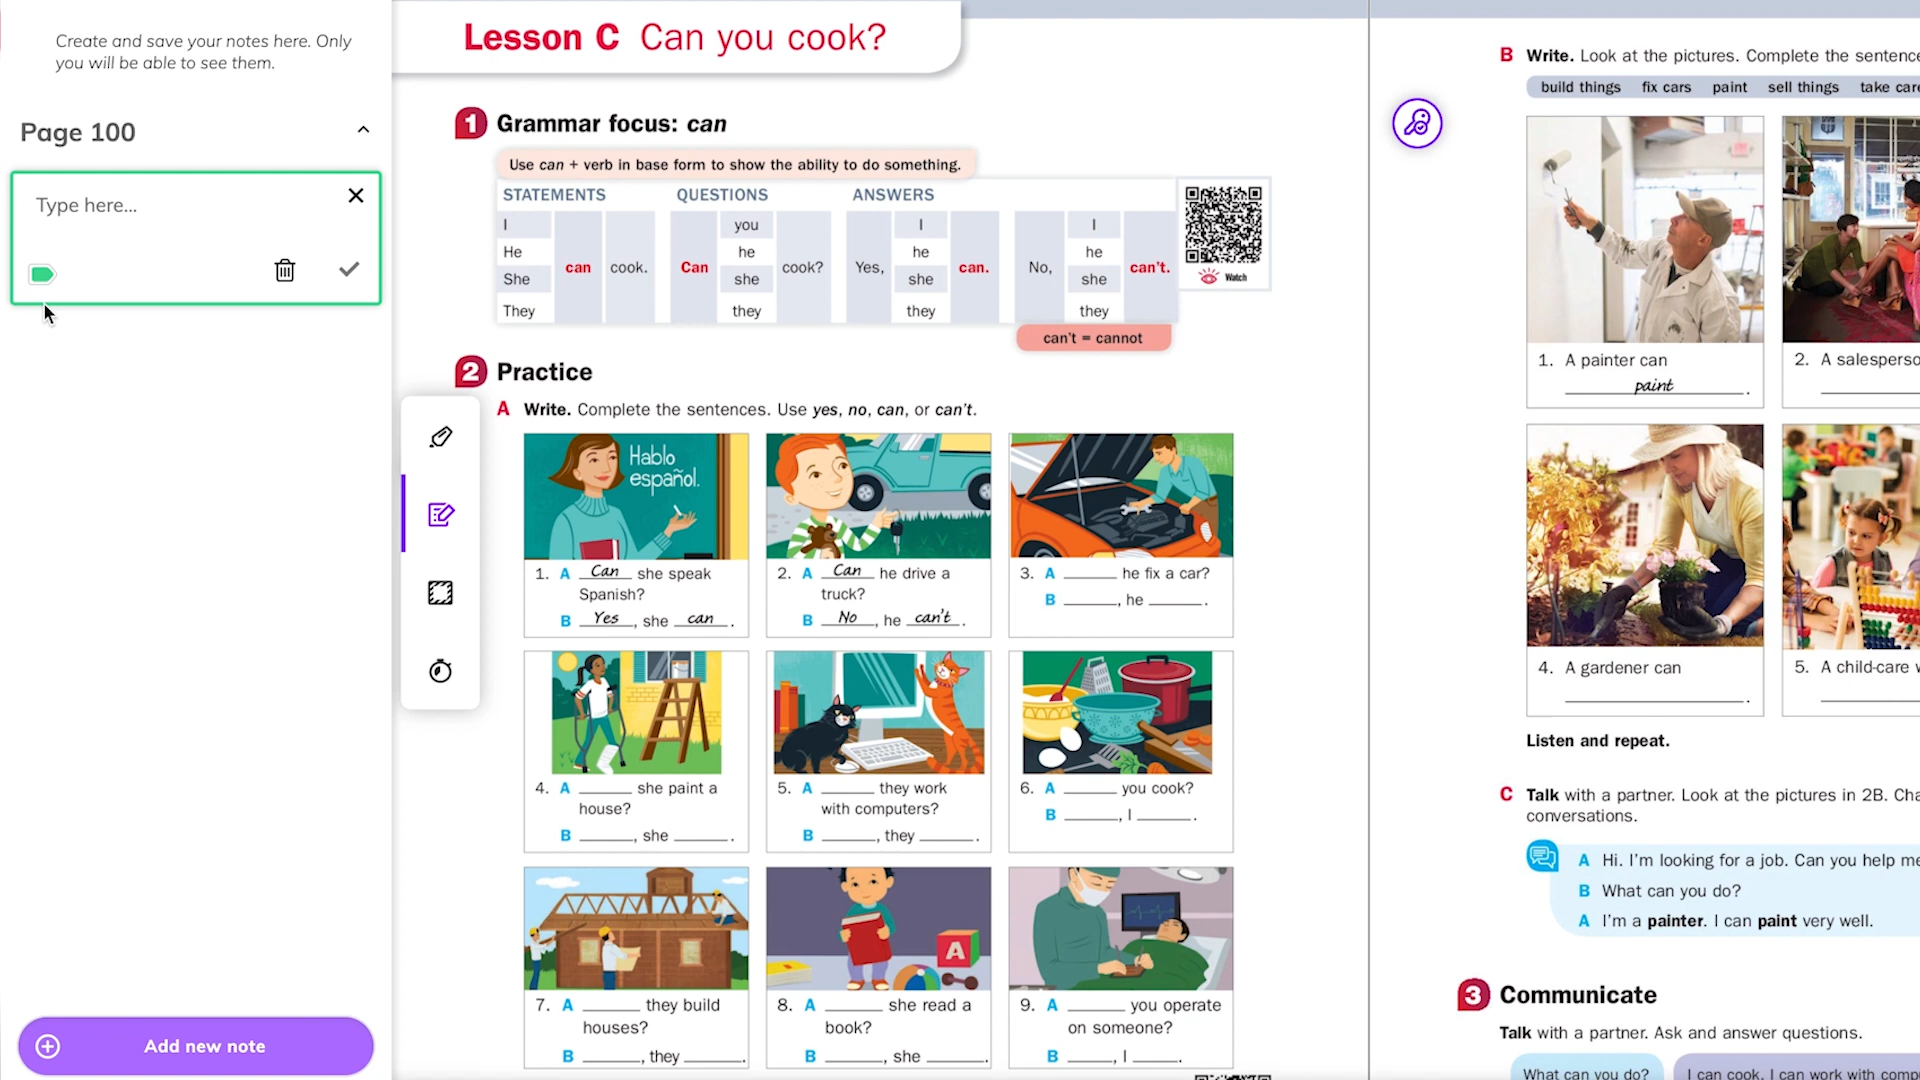 Create and save your notes here. Only
you will be able to see them.
Page 100
Type here...
Add new note
Lesson C Can you cook?
1 Grammar focus: can
Use can + verb in base form to show the ability to do something.
STATEMENTS QUESTIONS ANSWERS
I you I I
He he he he
can cook. Can cook? Yes, can. No, can't.
She she she she
They they they they
Watch
can't = cannot
2 Practice
A Write. Complete the sentences. Use yes, no, can, or can't.
Hablo
español.
1. A Can she speak
Spanish?
B Yes, she can.
2. A Can he drive a
truck?
B No, he can't.
3. A ______ he fix a car?
B ______, he ______.
4. A ______ she paint a
house?
B ______, she ______.
5. A ______ they work
with computers?
B ______, they ______.
6. A ______ you cook?
B ______, I ______.
A
7. A ______ they build
houses?
B ______, they ______.
8. A ______ she read a
book?
B ______, she ______.
9. A ______ you operate
on someone?
B ______, I ______.
B Write. Look at the pictures. Complete the sentence
build things fix cars paint sell things take care
1. A painter can
paint.
2. A salesperso
4. A gardener can
______.
5. A child-care
Listen and repeat.
C Talk with a partner. Look at the pictures in 2B. Cha
conversations.
A Hi. I'm looking for a job. Can you help me
B What can you do?
A I'm a painter. I can paint very well.
3 Communicate
Talk with a partner. Ask and answer questions.
What can you do? I can cook. I can work with comp